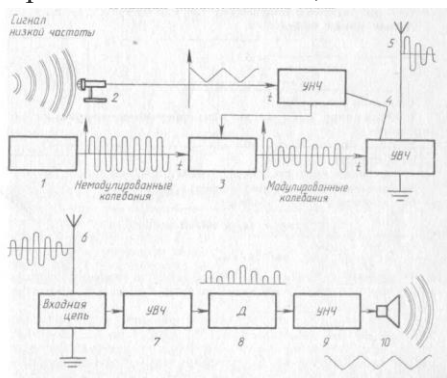 Сигнал
низкой частоты
5
2
t
УНЧ
4
УВЧ
1
t
3
t
Немодулированные
колебания
Модулированные
колебания
6
Входная
цепь
УВЧ
Д
УНЧ
7
8
9
10